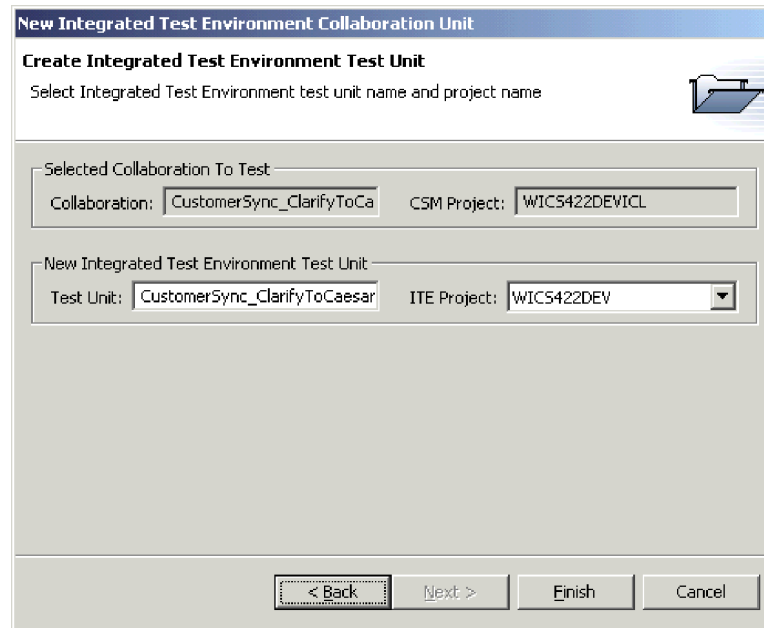 New Integrated Test Environment Collaboration Unit
Create Integrated Test Environment Test Unit
Select Integrated Test Environment test unit name and project name
Selected Collaboration To Test
Collaboration: CustomerSync_ClarifyToCa CSM Project: WICS422DEVICL
New Integrated Test Environment Test Unit
Test Unit: CustomerSync_ClarifyToCaesar ITE Project: WICS422DEV
< Back Next > Finish Cancel